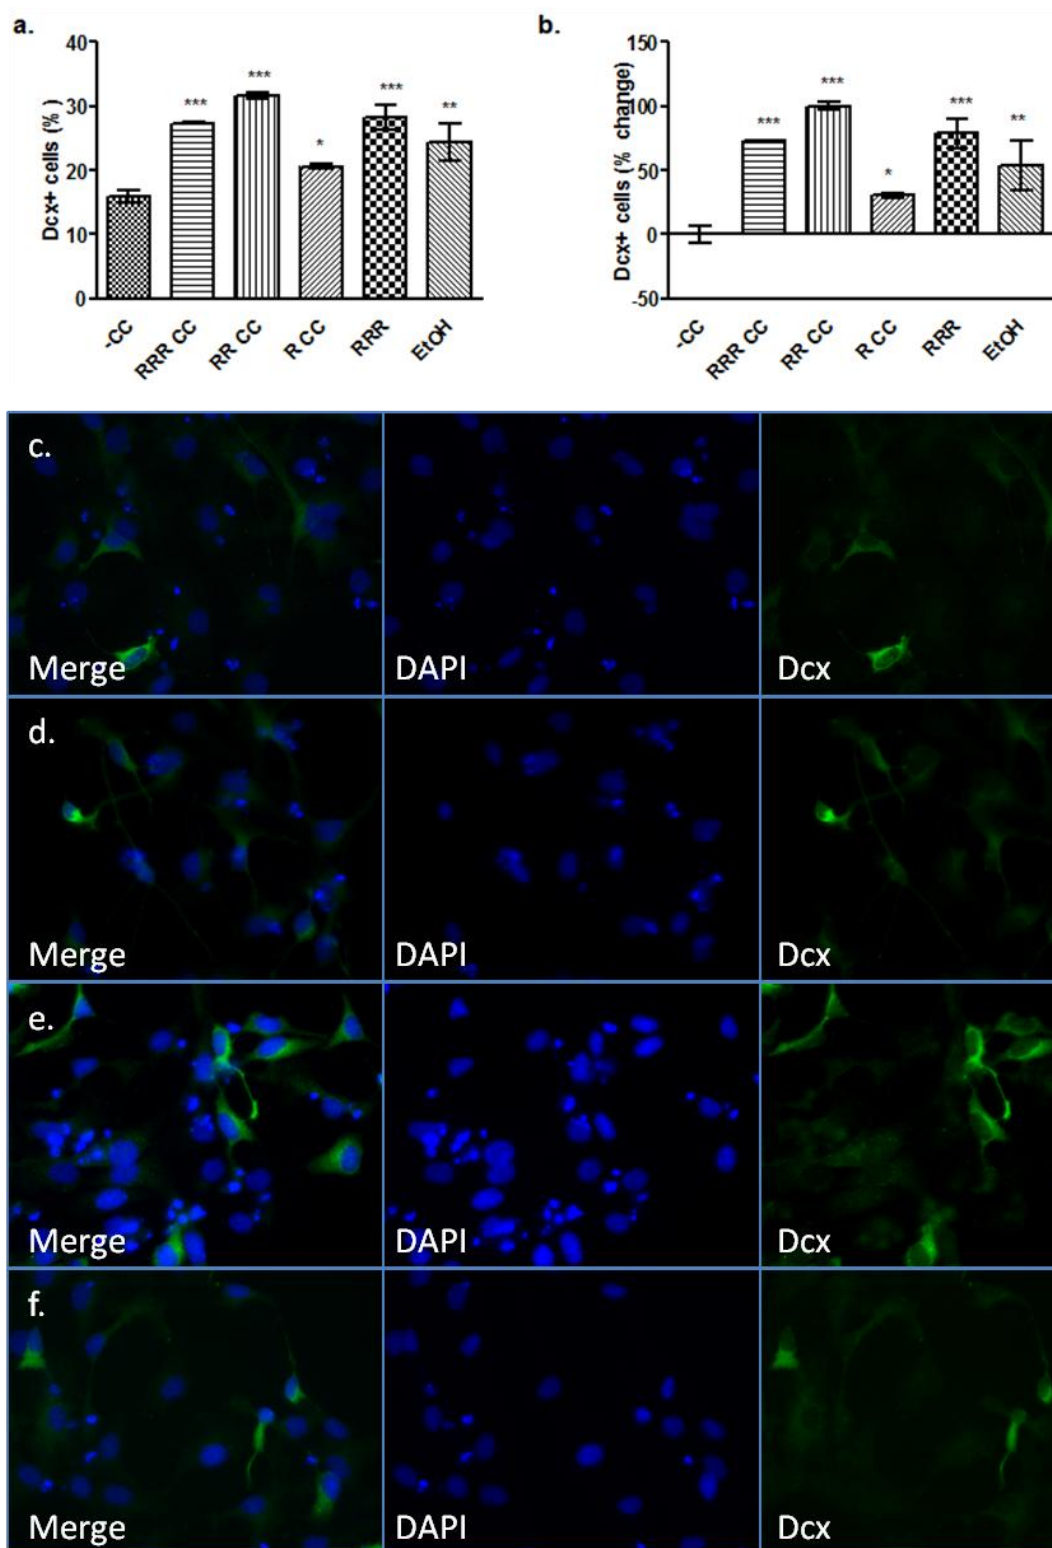 a.
Dcx+ cells (%)
40
30
20
10
0
***
***
*
***
**
-CC
RRR CC
RR CC
R CC
RRR
EtOH
b.
Dcx+ cells (% change)
150
100
50
0
-50
***
***
*
***
**
-CC
RRR CC
RR CC
R CC
RRR
EtOH
c.
Merge
DAPI
Dcx
d.
Merge
DAPI
Dcx
e.
Merge
DAPI
Dcx
f.
Merge
DAPI
Dcx